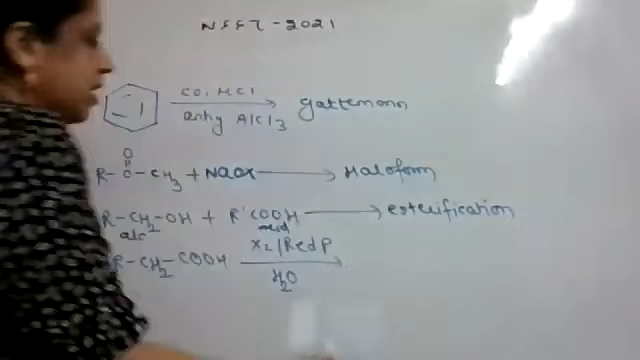 NEET-2021
CO, HCl
anhy AlCl3
gattemann
O
R-C-CH3 + NaOX → Haloform
R-CH2-OH + R'COOH → esterification
alc acid
R-CH2-COOH X2/Red P →
H2O